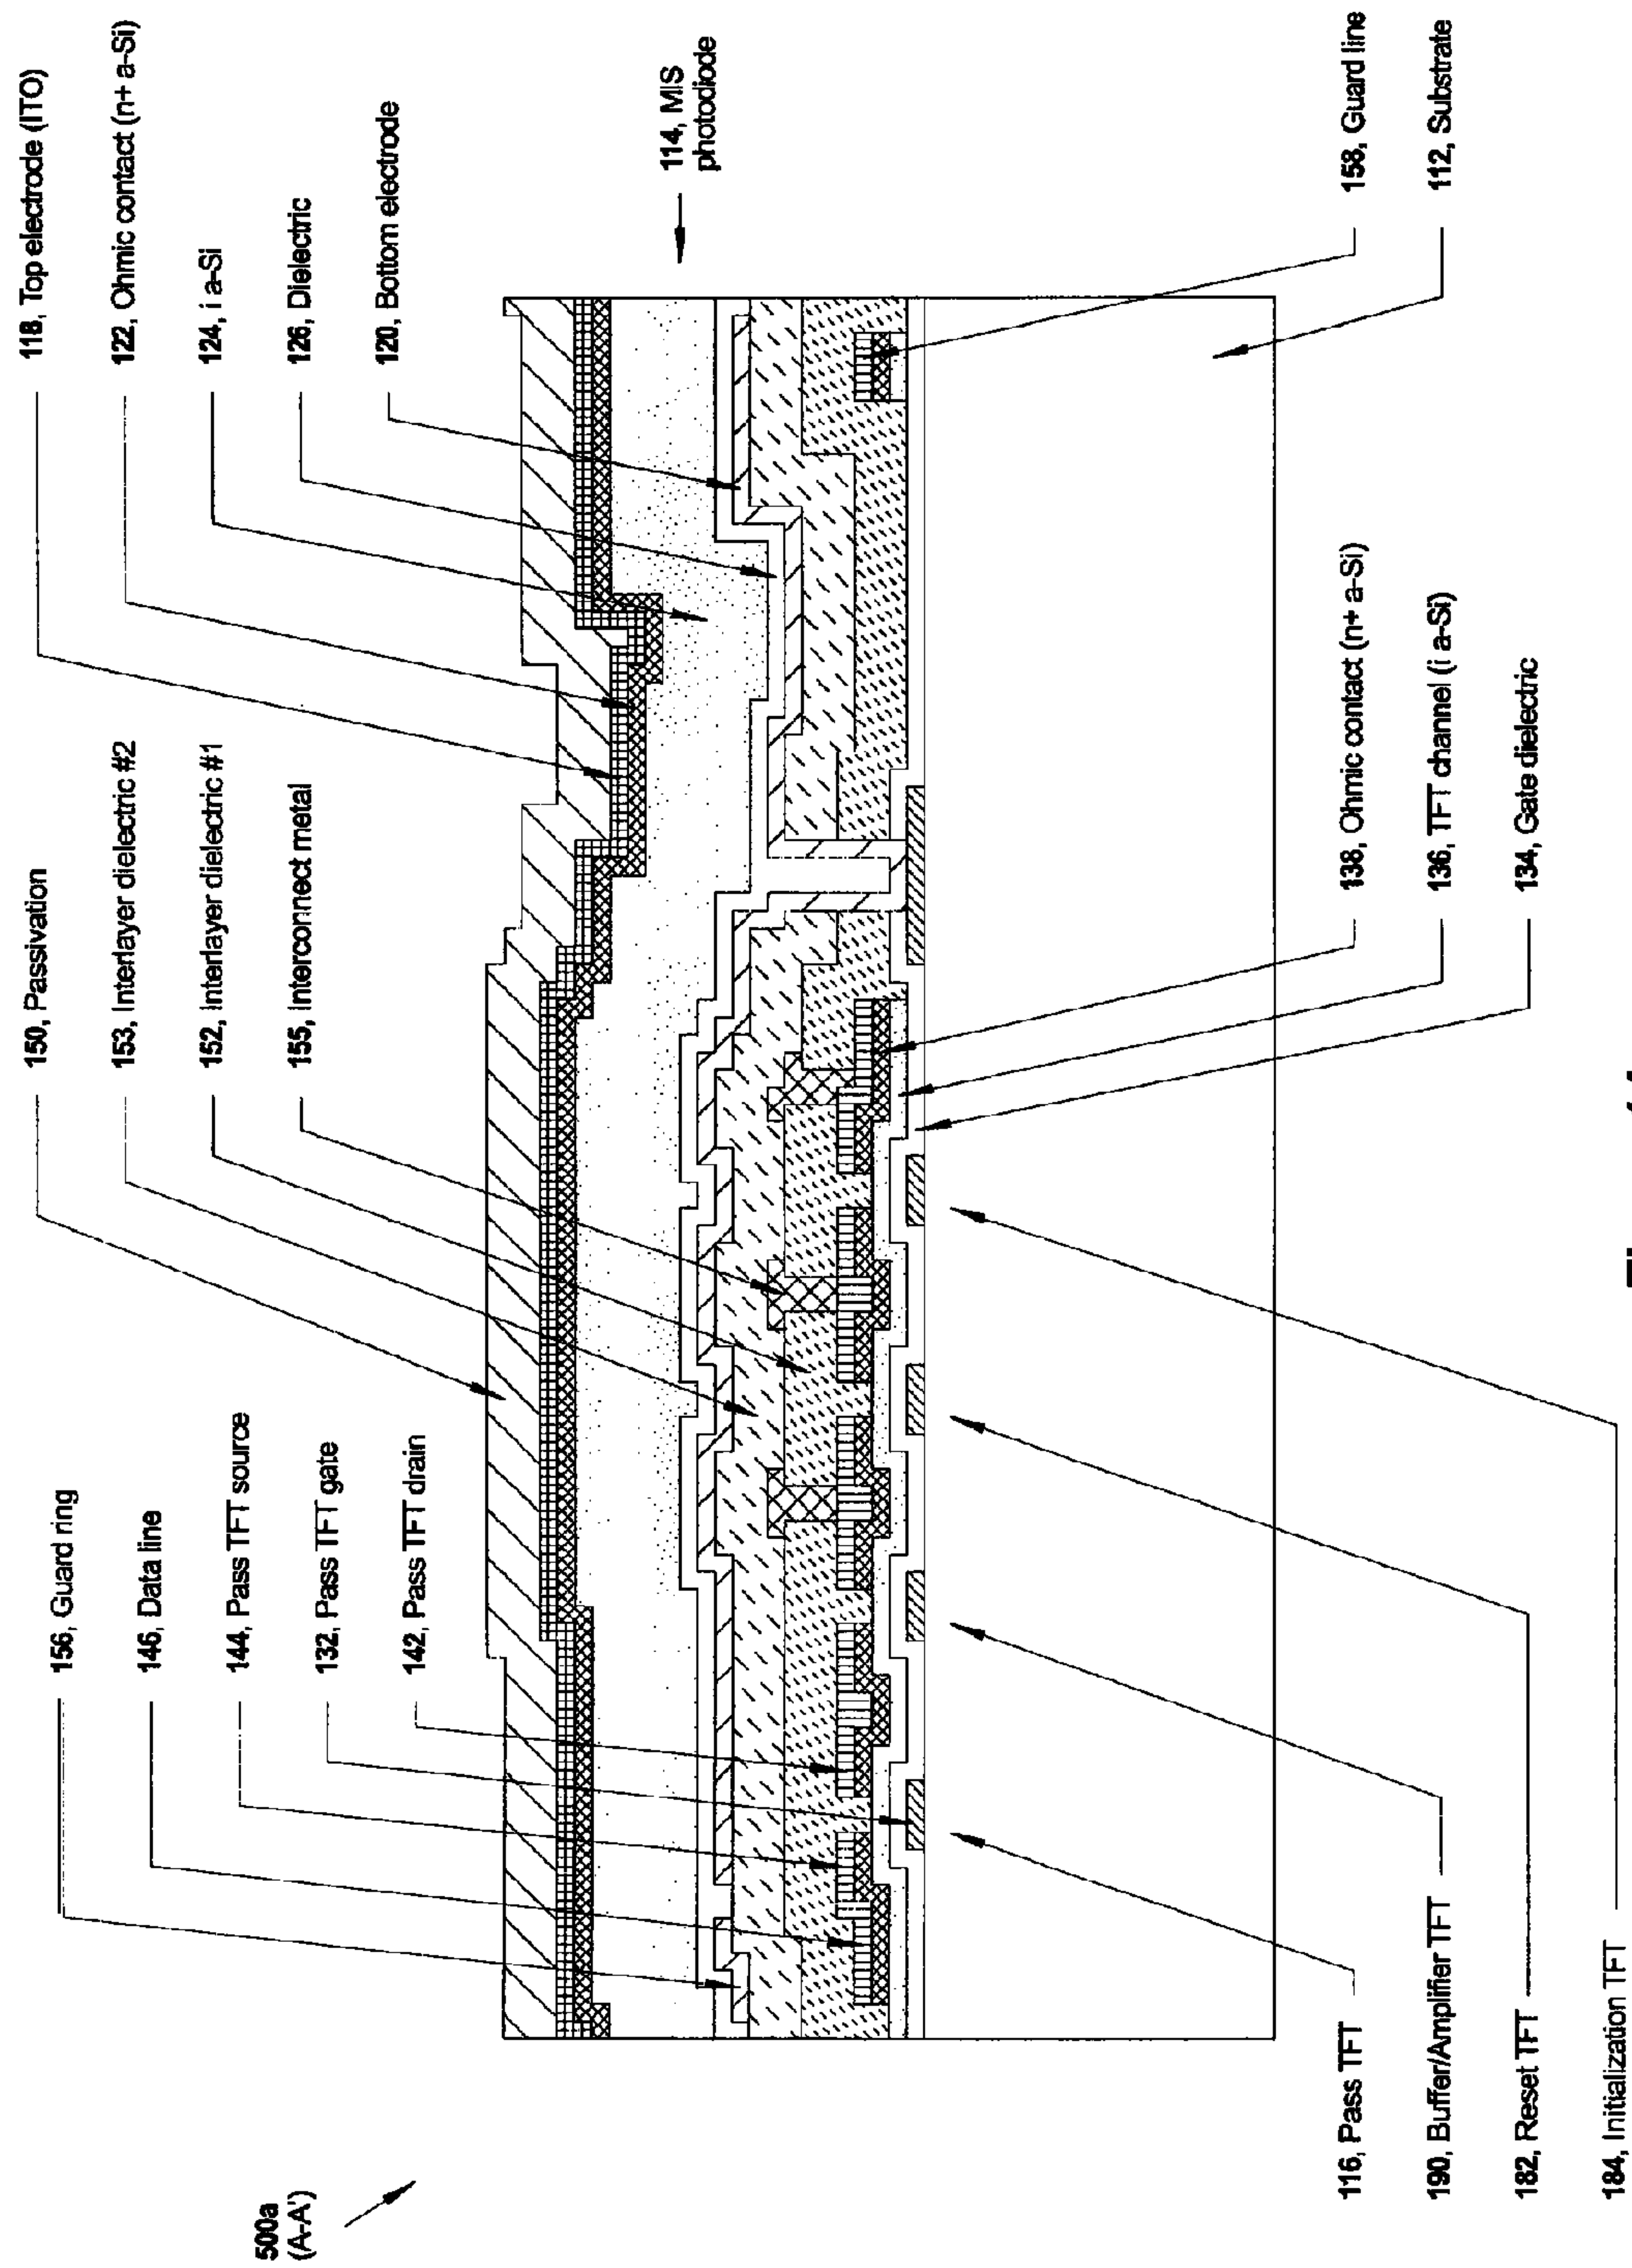 156, Guard ring
146, Data line
144, Pass TFT source
132, Pass TFT gate
142, Pass TFT drain
150, Passivation
153, Interlayer dielectric #2
152, Interlayer dielectric #1
155, Interconnect metal
118, Top electrode (ITO)
122, Ohmic contact (n+ a-Si)
124, i a-Si
126, Dielectric
120, Bottom electrode
500a
(A-A')
114, MIS
photodiode
116, Pass TFT
190, Buffer/Amplifier TFT
182, Reset TFT
184, Initialization TFT
138, Ohmic contact (n+ a-Si)
136, TFT channel (i a-Si)
134, Gate dielectric
158, Guard line
112, Substrate